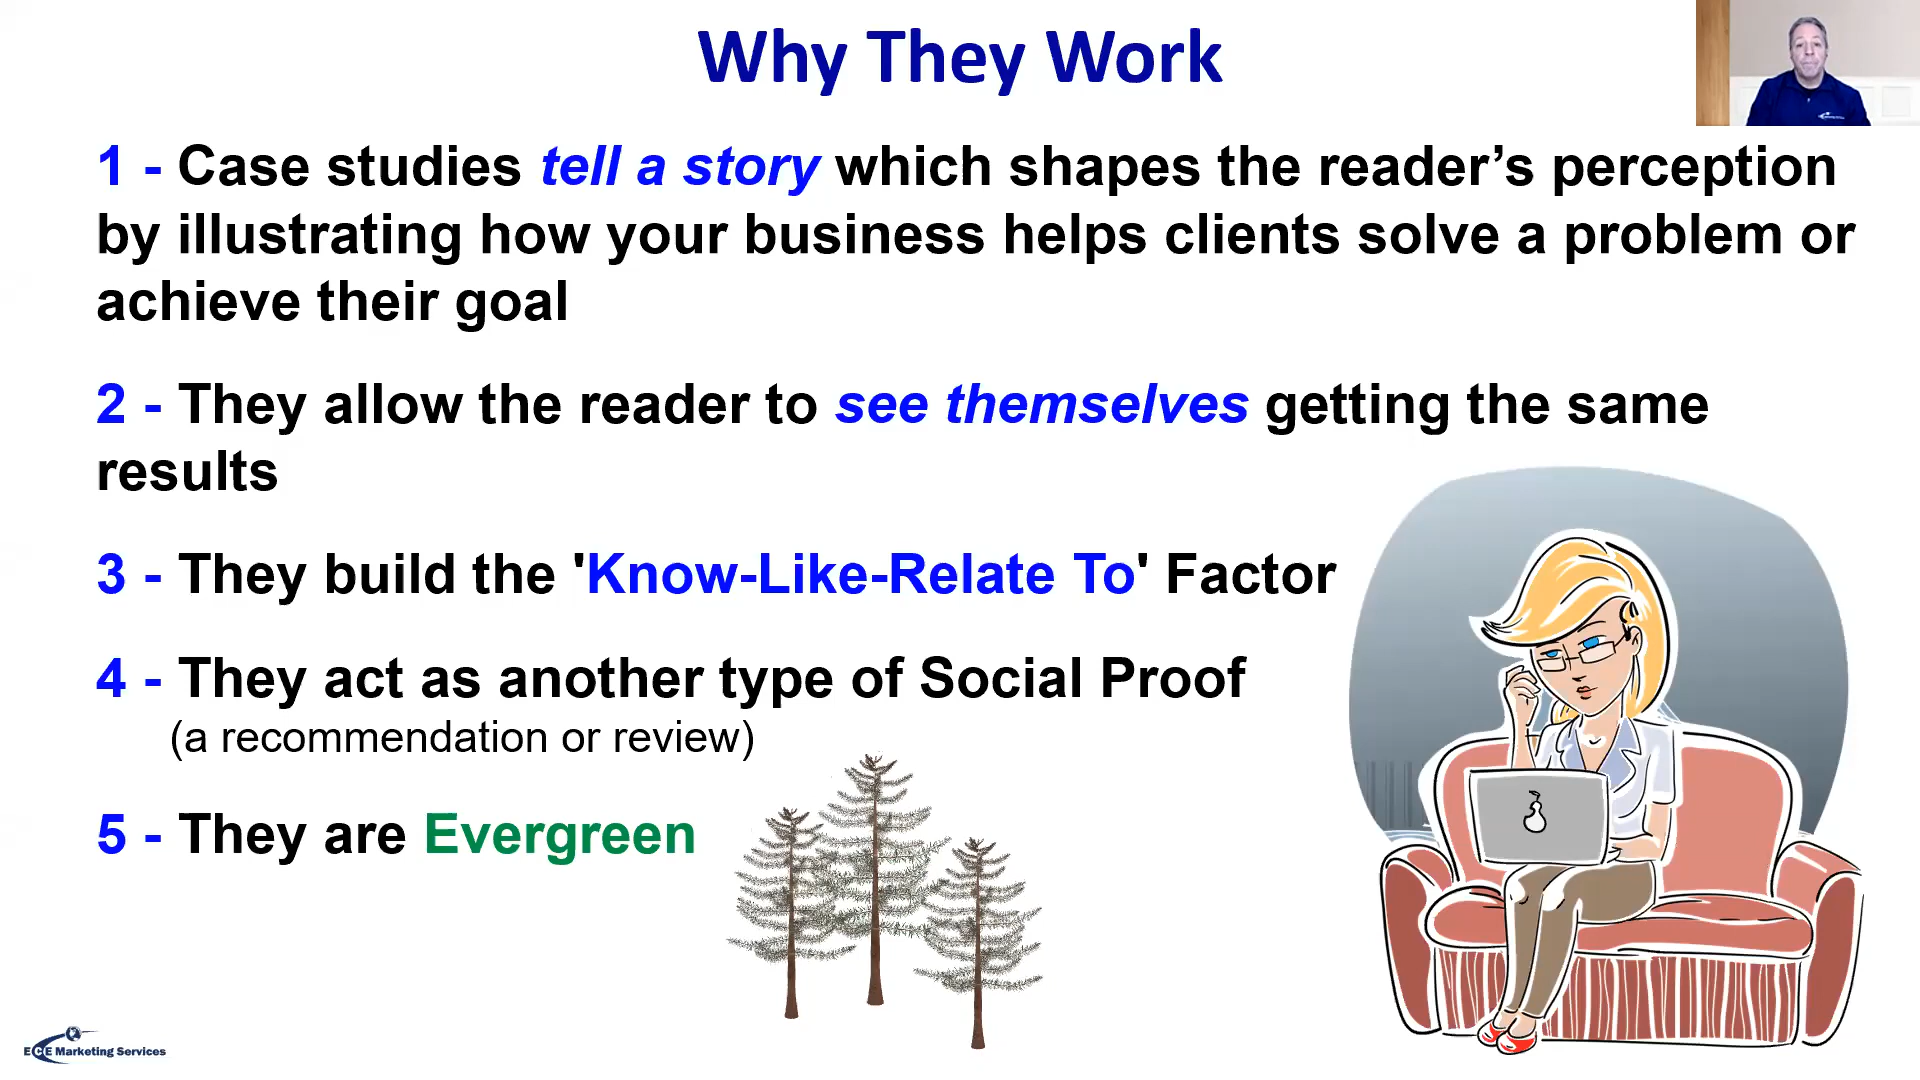 Why They Work
1 - Case studies tell a story which shapes the reader’s perception
by illustrating how your business helps clients solve a problem or
achieve their goal
2 - They allow the reader to see themselves getting the same
results
3 - They build the 'Know-Like-Relate To' Factor
4 - They act as another type of Social Proof
(a recommendation or review)
5 - They are Evergreen
ECE Marketing Services